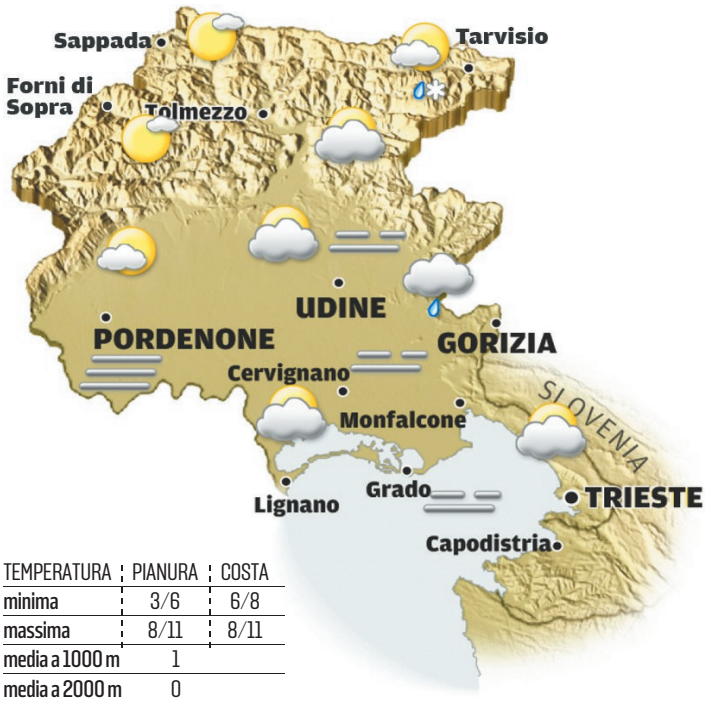 Sappada
Tarvisio
Forni di
Sopra
Tolmezzo
UDINE
PORDENONE
GORIZIA
Cervignano
SLOVENIA
Monfalcone
Grado
TRIESTE
Lignano
Capodistria
TEMPERATURA PIANURA COSTA
minima 3/6 6/8
massima 8/11 8/11
media a 1000 m 1
media a 2000 m 0